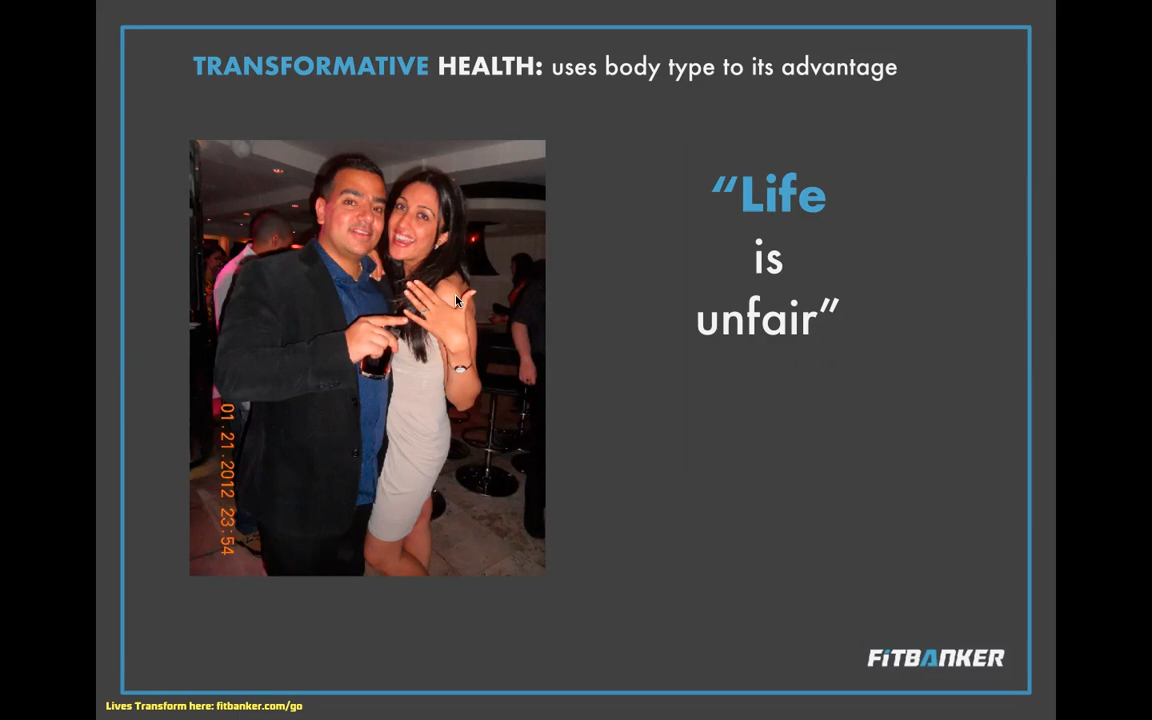 TRANSFORMATIVE HEALTH: uses body type to its advantage
“Life
is
unfair”
01.21.2012 23:54
FiTBANKER
Lives Transform here: fitbanker.com/go